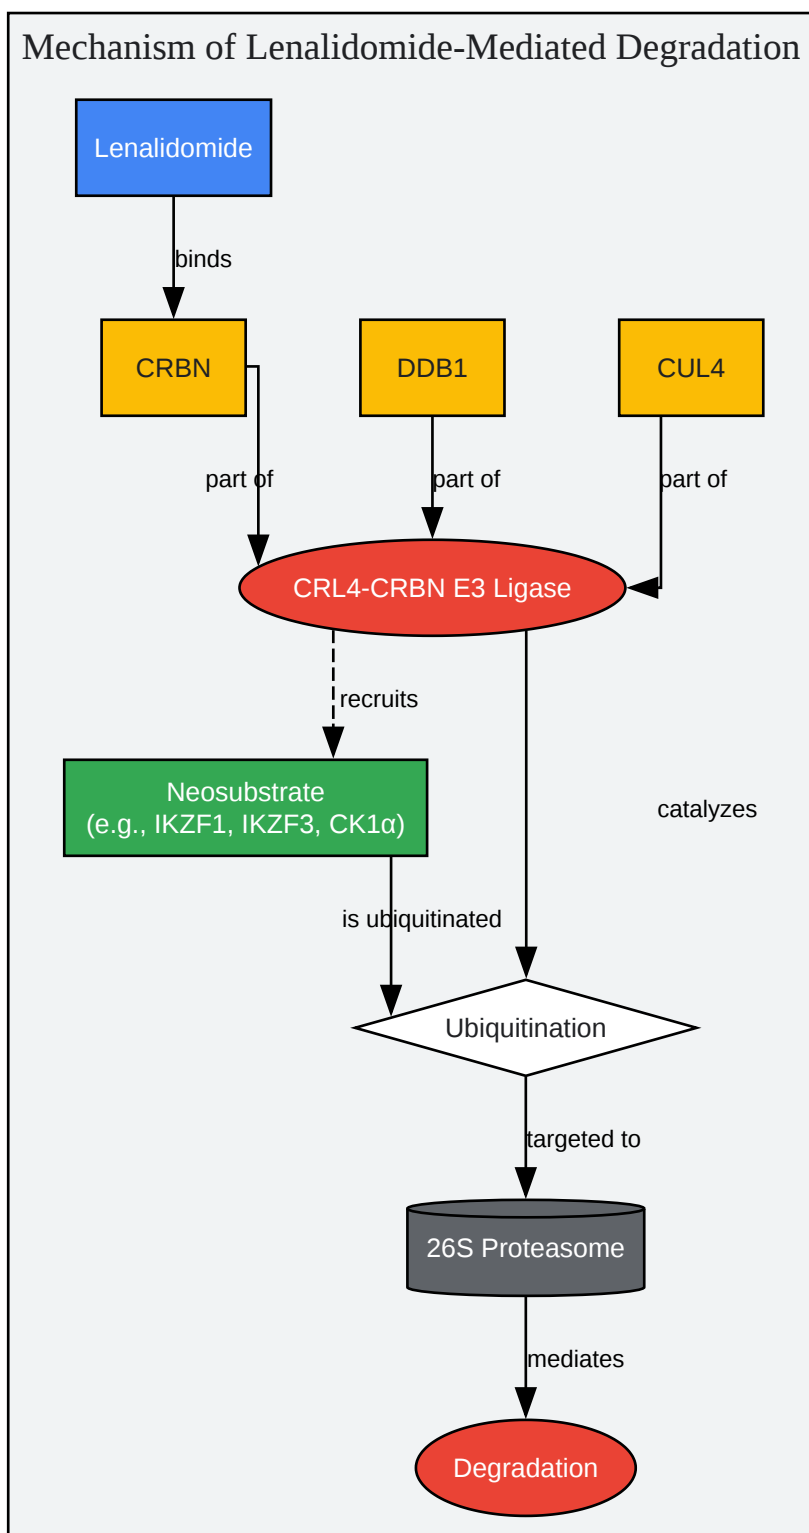 Mechanism of Lenalidomide-Mediated Degradation
Lenalidomide
binds
CRBN
DDB1
CUL4
part of
part of
part of
CRL4-CRBN E3 Ligase
recruits
Neosubstrate
(e.g., IKZF1, IKZF3, CK1α)
catalyzes
is ubiquitinated
Ubiquitination
targeted to
26S Proteasome
mediates
Degradation